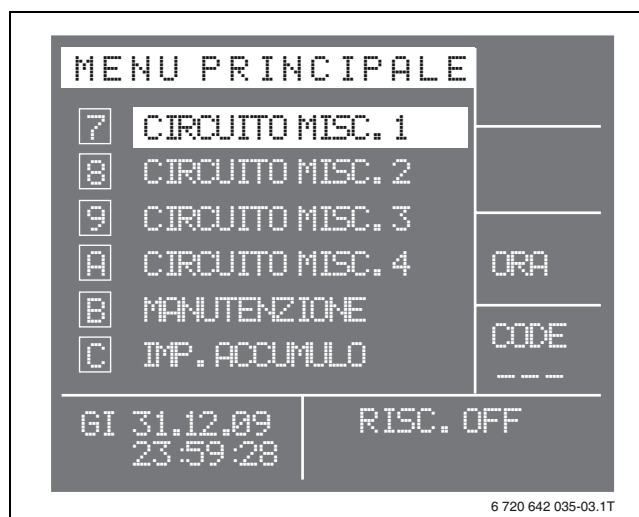 MENU PRINCIPALE
7 CIRCUITO MISC. 1
8 CIRCUITO MISC. 2
9 CIRCUITO MISC. 3
A CIRCUITO MISC. 4
B MANUTENZIONE
C IMP. ACCUMULO
ORA
CODE
---
GI 31.12.09
23:59:28
RISC. OFF
6 720 642 035-03.1T